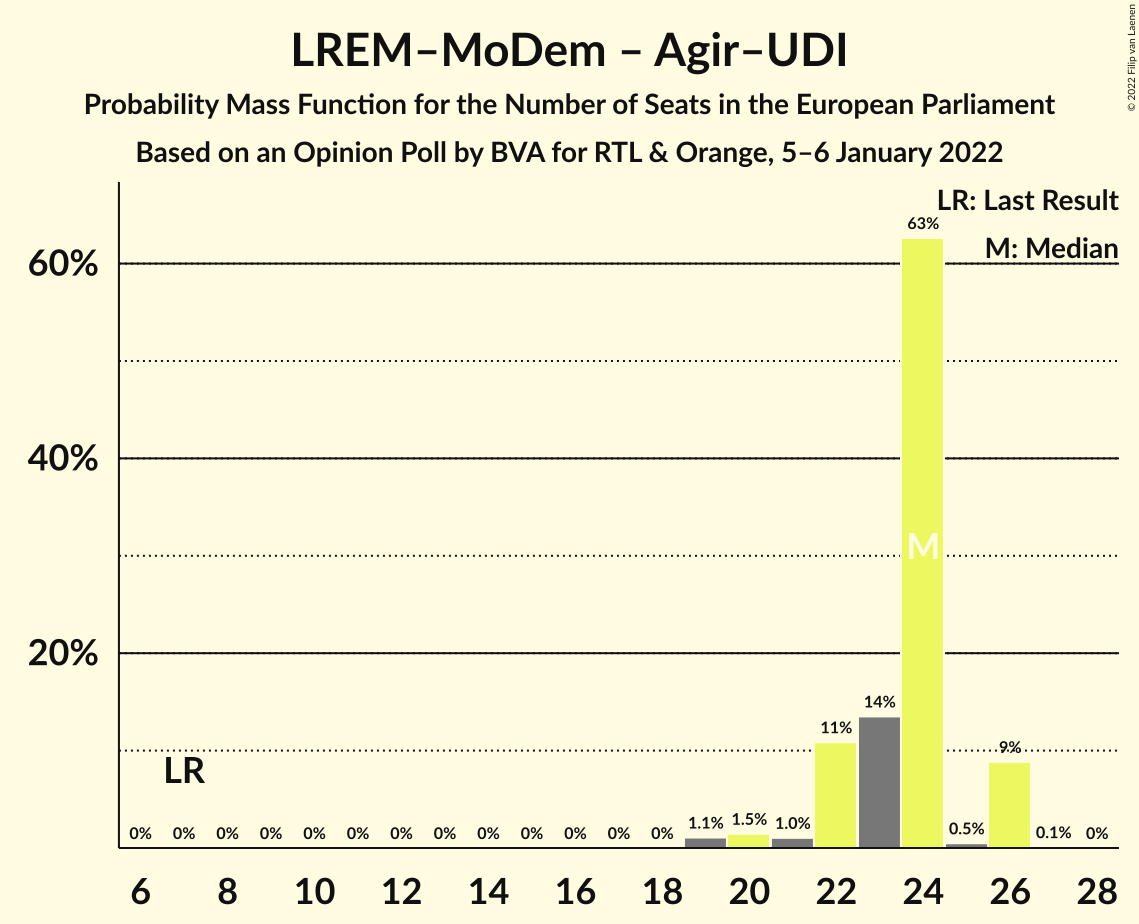 LREM–MoDem – Agir–UDI
Probability Mass Function for the Number of Seats in the European Parliament
Based on an Opinion Poll by BVA for RTL & Orange, 5–6 January 2022
© 2022 Filip van Laenen
LR: Last Result
M: Median
63%
60%
40%
M
20%
14%
11%
9%
LR
0% 0% 0% 0% 0% 0% 0% 0% 0% 0% 0% 0% 0% 1.1% 1.5% 1.0% 0.5% 0.1% 0%
6 8 10 12 14 16 18 20 22 24 26 28